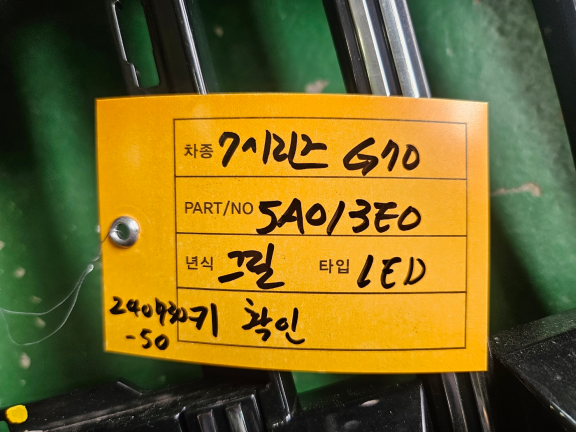 차종 7시리즈 G70
PART/NO 5A013E0
년식 그릴 타입 LED
240730키 확인
-50